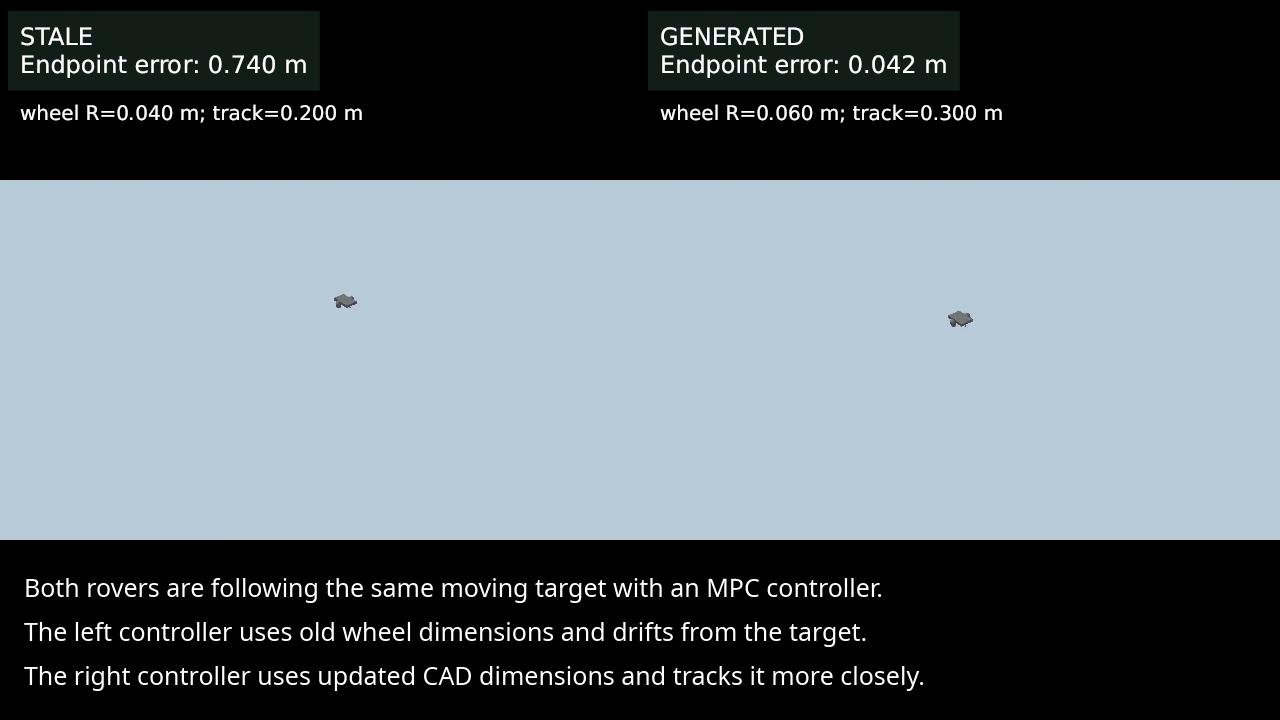 STALE
Endpoint error: 0.740 m
wheel R=0.040 m; track=0.200 m
GENERATED
Endpoint error: 0.042 m
wheel R=0.060 m; track=0.300 m
Both rovers are following the same moving target with an MPC controller.
The left controller uses old wheel dimensions and drifts from the target.
The right controller uses updated CAD dimensions and tracks it more closely.